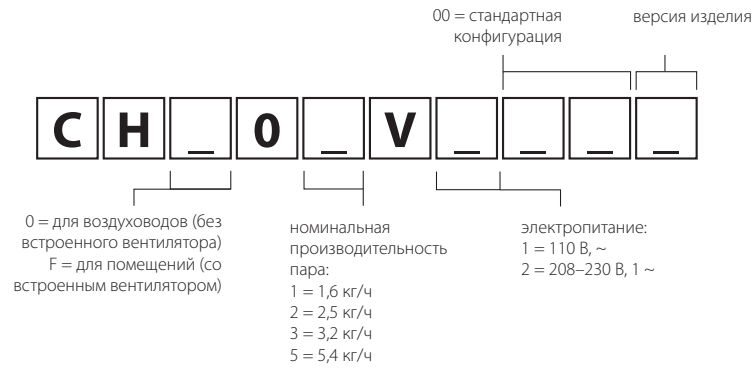 00 = стандартная
конфигурация
версия изделия
C H _ 0 _ V _ _ _ _
0 = для воздуховодов (без
встроенного вентилятора)
F = для помещений (со
встроенным вентилятором)
номинальная
производительность
пара:
1 = 1,6 кг/ч
2 = 2,5 кг/ч
3 = 3,2 кг/ч
5 = 5,4 кг/ч
электропитание:
1 = 110 В, ~
2 = 208–230 В, 1 ~